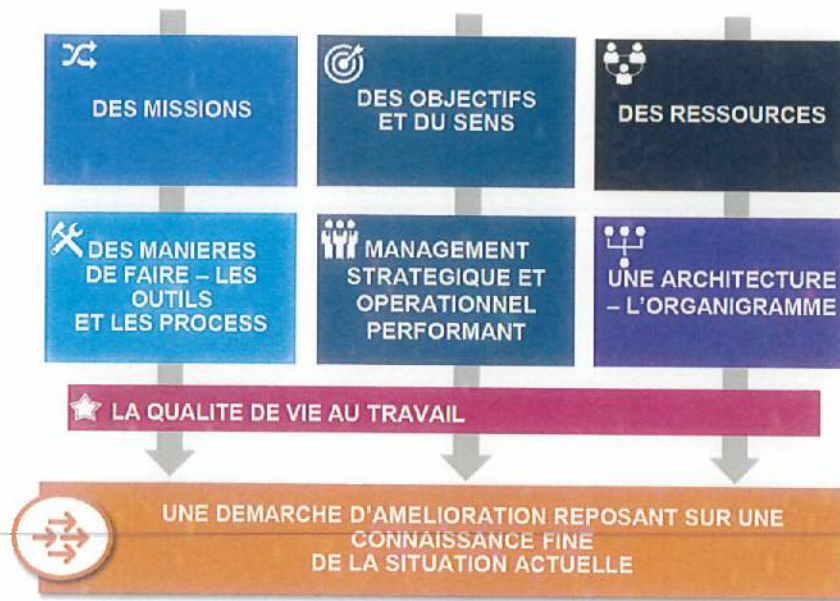 DES MISSIONS
DES OBJECTIFS
ET DU SENS
DES RESSOURCES
DES MANIERES
DE FAIRE – LES
OUTILS
ET LES PROCESS
MANAGEMENT
STRATEGIQUE ET
OPERATIONNEL
PERFORMANT
UNE ARCHITECTURE
– L'ORGANIGRAMME
LA QUALITE DE VIE AU TRAVAIL
UNE DEMARCHE D'AMELIORATION REPOSANT SUR UNE
CONNAISSANCE FINE
DE LA SITUATION ACTUELLE